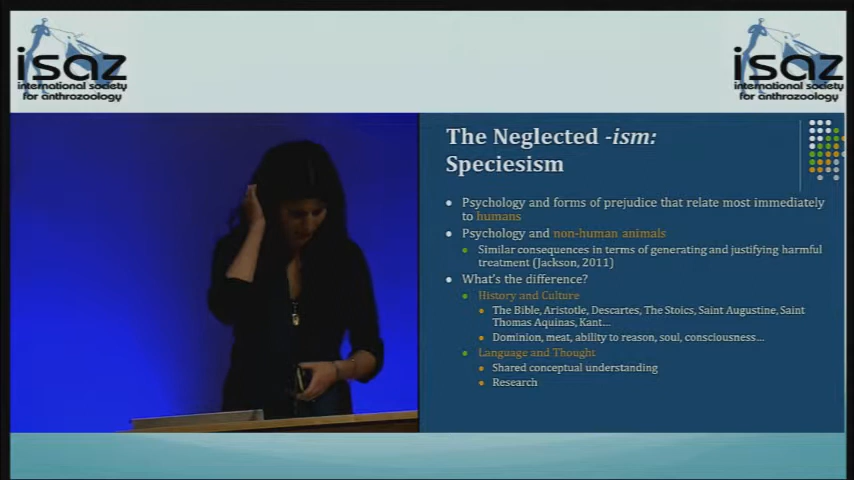 isaz
international society
for anthrozoology
isaz
international society
for anthrozoology
The Neglected -ism:
Speciesism
Psychology and forms of prejudice that relate most immediately
to humans
Psychology and non-human animals
Similar consequences in terms of generating and justifying harmful
treatment (Jackson, 2011)
What's the difference?
History and Culture
The Bible, Aristotle, Descartes, The Stoics, Saint Augustine, Saint
Thomas Aquinas, Kant...
Dominion, meat, ability to reason, soul, consciousness...
Language and Thought
Shared conceptual understanding
Research